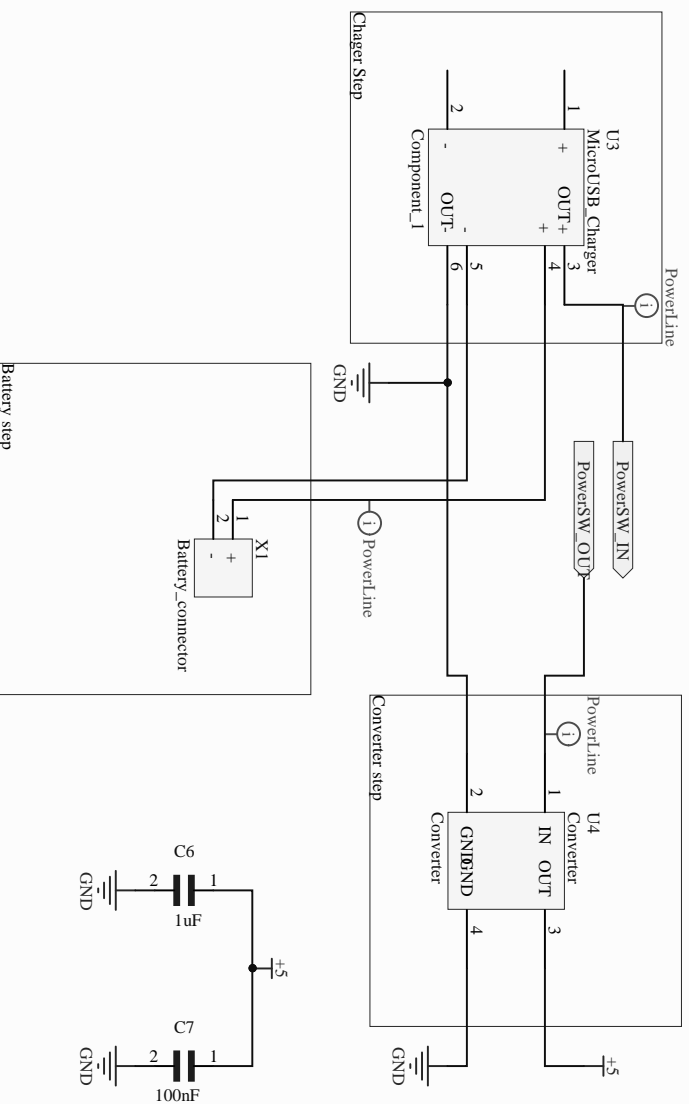 Chager Step
U3
MicroUSB_Charger
1
+
OUT+
3
+
4
2
-
OUT-
-
5
6
Component_1
i
PowerLine
GND
PowerSW_IN
PowerSW_OUT
i
PowerLine
Battery step
X1
1
+
2
-
Battery_connector
Converter step
i
PowerLine
U4
Converter
1
IN
OUT
3
2
GND
GND
4
Converter
+5
GND
C6
2
1
1uF
GND
+5
C7
2
1
100nF
GND